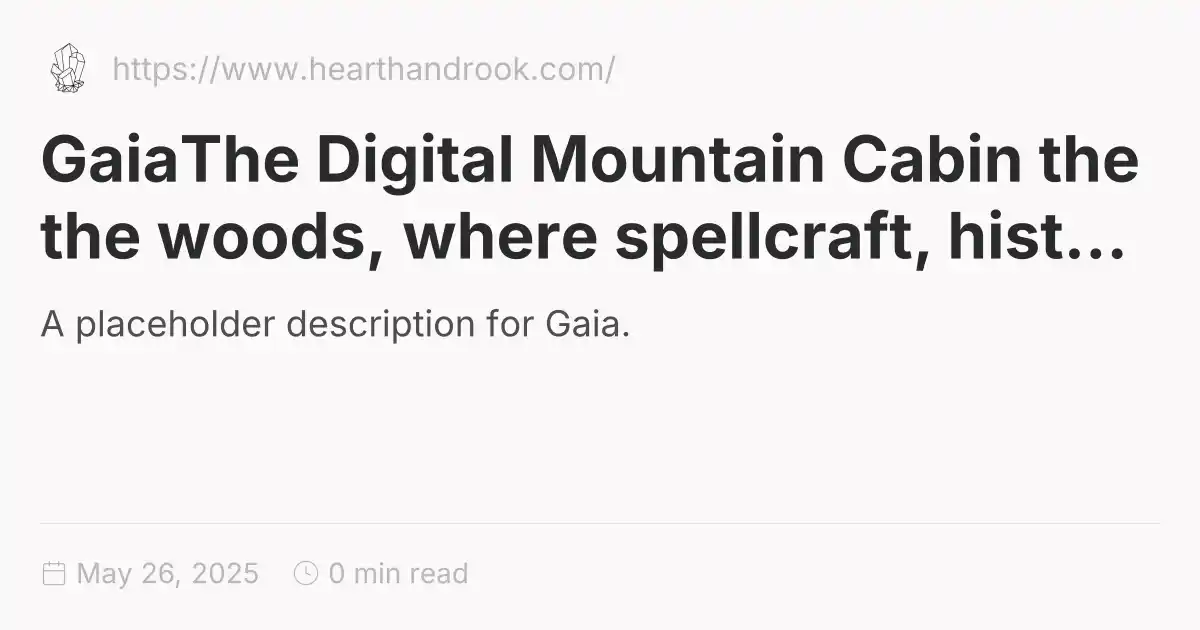 https://www.hearthandrook.com/
GaiaThe Digital Mountain Cabin the
the woods, where spellcraft, hist...
A placeholder description for Gaia.
May 26, 2025 0 min read